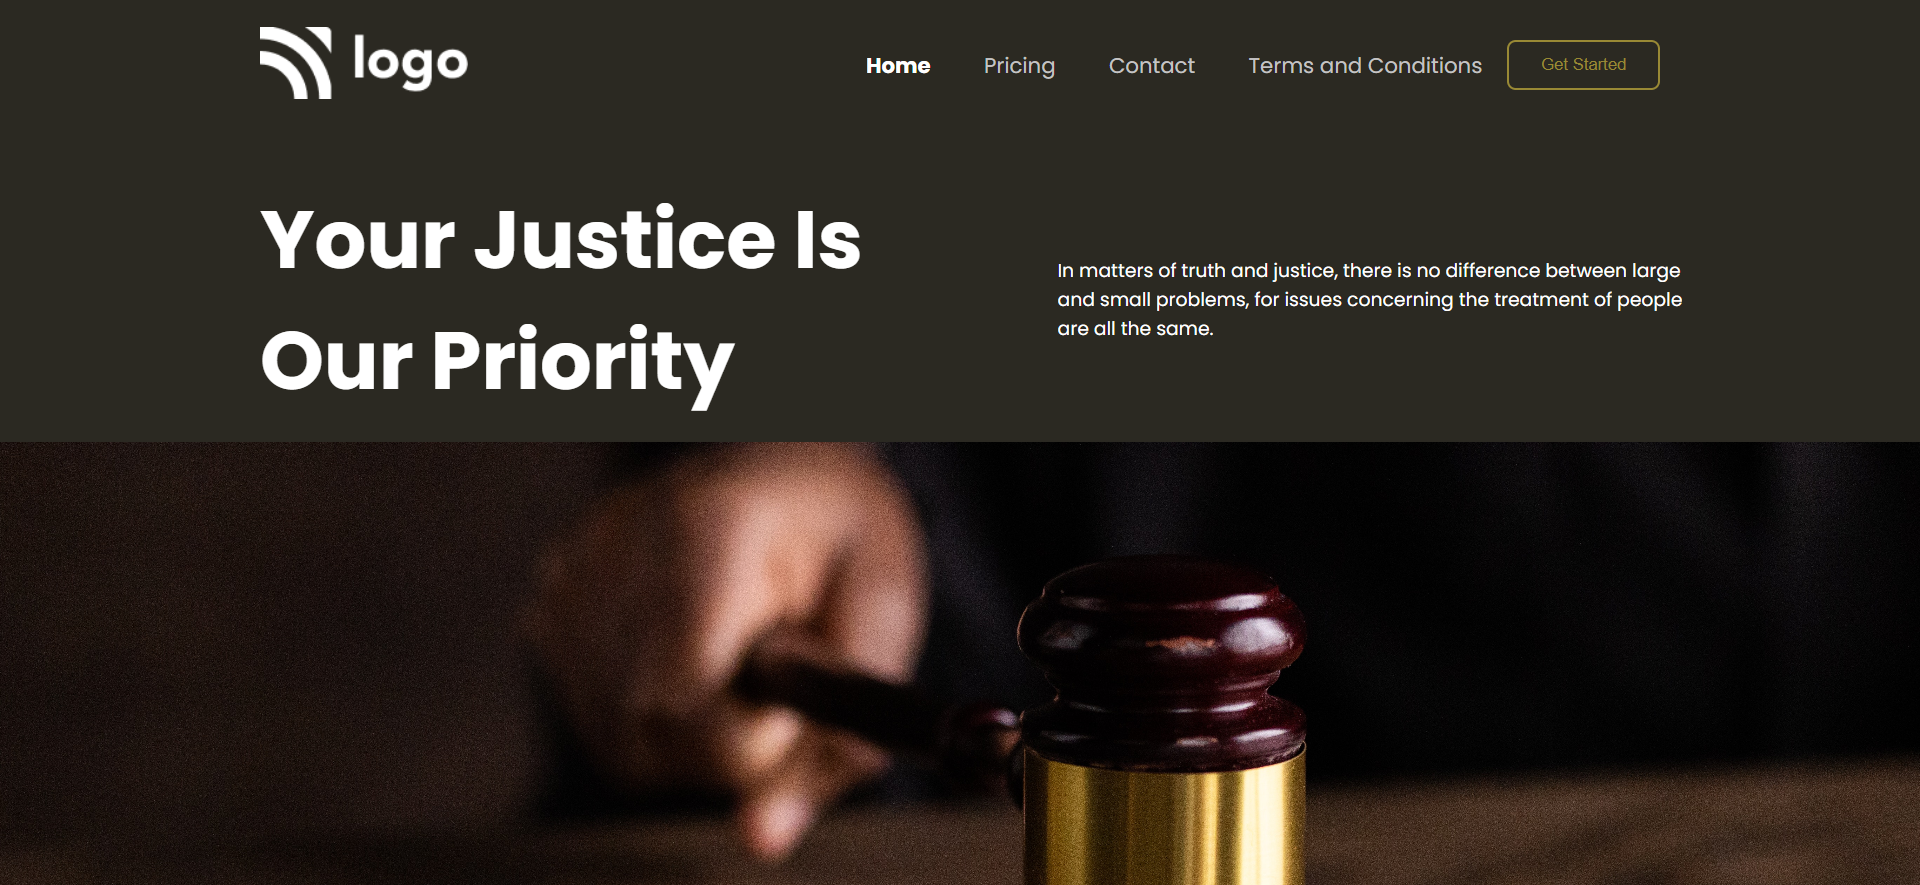 logo
Home Pricing Contact Terms and Conditions Get Started
Your Justice Is
Our Priority
In matters of truth and justice, there is no difference between large
and small problems, for issues concerning the treatment of people
are all the same.